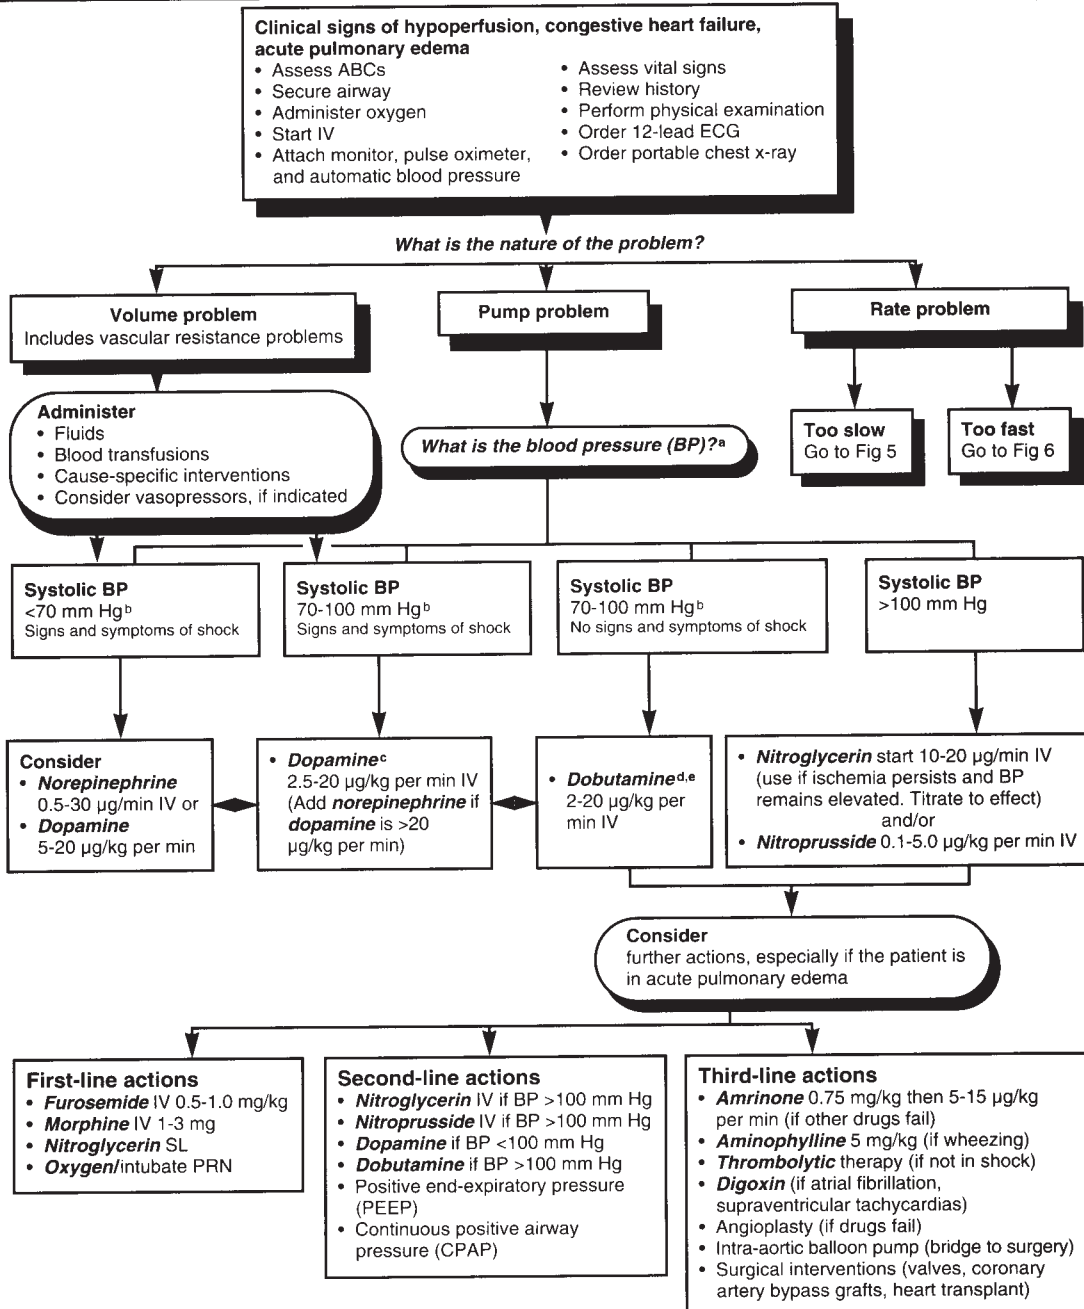 Clinical signs of hypoperfusion, congestive heart failure,
acute pulmonary edema
• Assess ABCs
• Secure airway
• Administer oxygen
• Start IV
• Attach monitor, pulse oximeter,
and automatic blood pressure
• Assess vital signs
• Review history
• Perform physical examination
• Order 12-lead ECG
• Order portable chest x-ray
What is the nature of the problem?
Volume problem
Includes vascular resistance problems
Pump problem
Rate problem
Administer
• Fluids
• Blood transfusions
• Cause-specific interventions
• Consider vasopressors, if indicated
What is the blood pressure (BP)?ᵃ
Too slow
Go to Fig 5
Too fast
Go to Fig 6
Systolic BP
<70 mm Hgᵇ
Signs and symptoms of shock
Systolic BP
70-100 mm Hgᵇ
Signs and symptoms of shock
Systolic BP
70-100 mm Hgᵇ
No signs and symptoms of shock
Systolic BP
>100 mm Hg
Consider
• Norepinephrine
0.5-30 µg/min IV or
• Dopamine
5-20 µg/kg per min
• Dopamineᶜ
2.5-20 µg/kg per min IV
(Add norepinephrine if
dopamine is >20
µg/kg per min)
• Dobutamineᵈ,ᵉ
2-20 µg/kg per
min IV
• Nitroglycerin start 10-20 µg/min IV
(use if ischemia persists and BP
remains elevated. Titrate to effect)
and/or
• Nitroprusside 0.1-5.0 µg/kg per min IV
Consider
further actions, especially if the patient is
in acute pulmonary edema
First-line actions
• Furosemide IV 0.5-1.0 mg/kg
• Morphine IV 1-3 mg
• Nitroglycerin SL
• Oxygen/intubate PRN
Second-line actions
• Nitroglycerin IV if BP >100 mm Hg
• Nitroprusside IV if BP >100 mm Hg
• Dopamine if BP <100 mm Hg
• Dobutamine if BP >100 mm Hg
• Positive end-expiratory pressure
(PEEP)
• Continuous positive airway
pressure (CPAP)
Third-line actions
• Amrinone 0.75 mg/kg then 5-15 µg/kg
per min (if other drugs fail)
• Aminophylline 5 mg/kg (if wheezing)
• Thrombolytic therapy (if not in shock)
• Digoxin (if atrial fibrillation,
supraventricular tachycardias)
• Angioplasty (if drugs fail)
• Intra-aortic balloon pump (bridge to surgery)
• Surgical interventions (valves, coronary
artery bypass grafts, heart transplant)